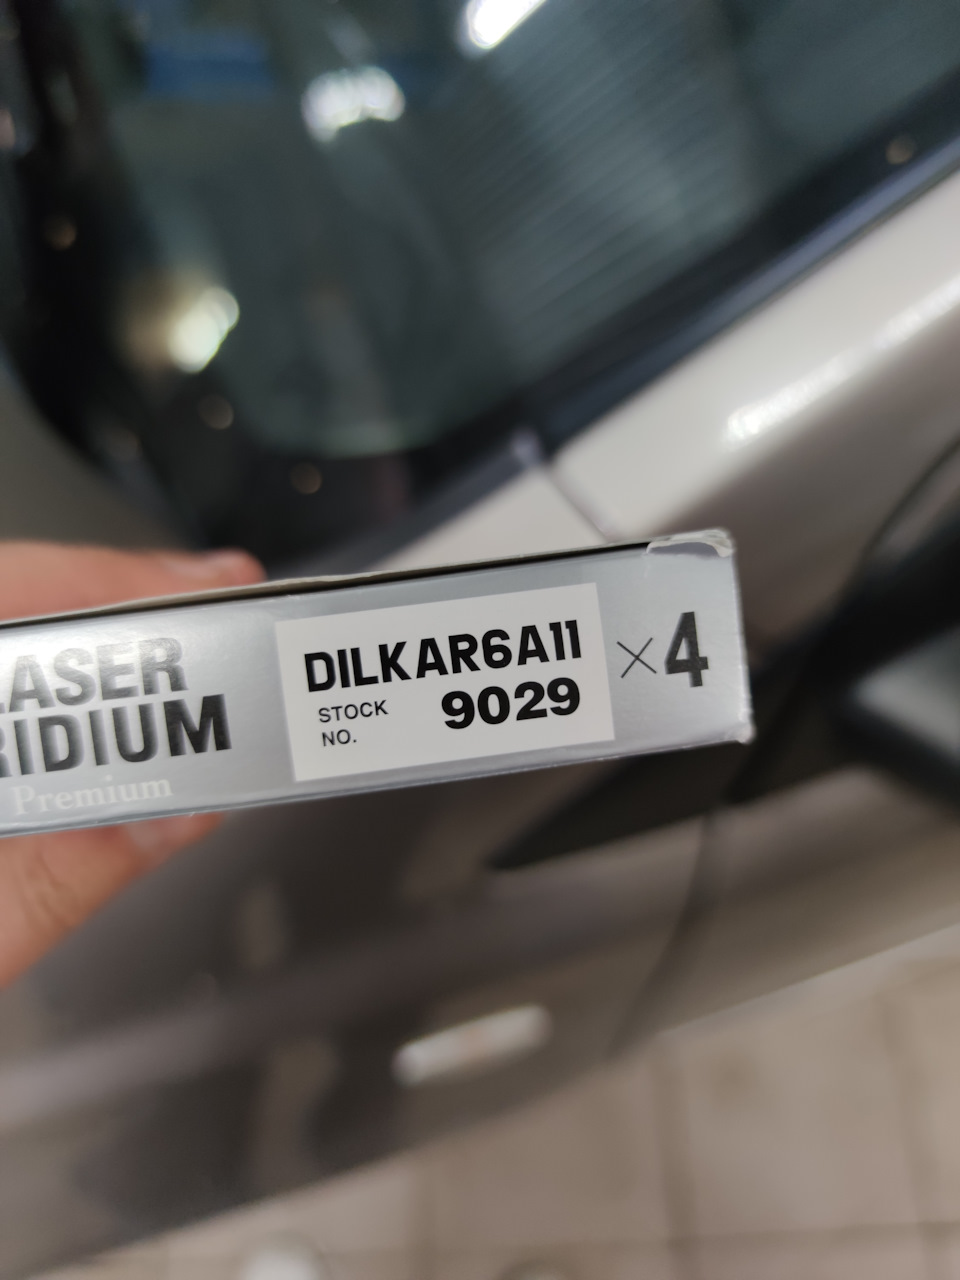 LASER
RIDIUM
Premium
DILKAR6A11
STOCK
NO.
9029
×4